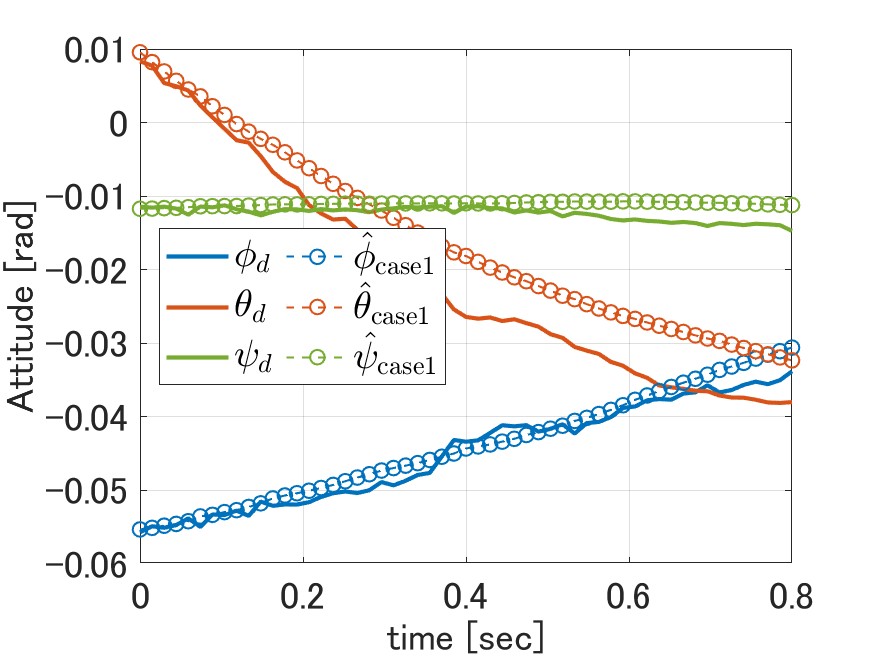 0.01
0
−0.01
−0.02
−0.03
−0.04
−0.05
−0.06
Attitude [rad]
ϕ_d ϕ̂_case1
θ_d θ̂_case1
ψ_d ψ̂_case1
0 0.2 0.4 0.6 0.8
time [sec]